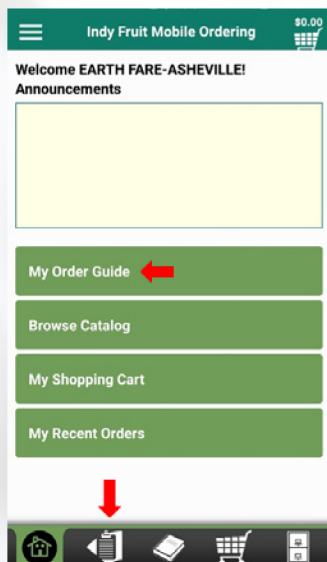 Indy Fruit Mobile Ordering
$0.00
Welcome EARTH FARE-ASHEVILLE!
Announcements
My Order Guide
Browse Catalog
My Shopping Cart
My Recent Orders